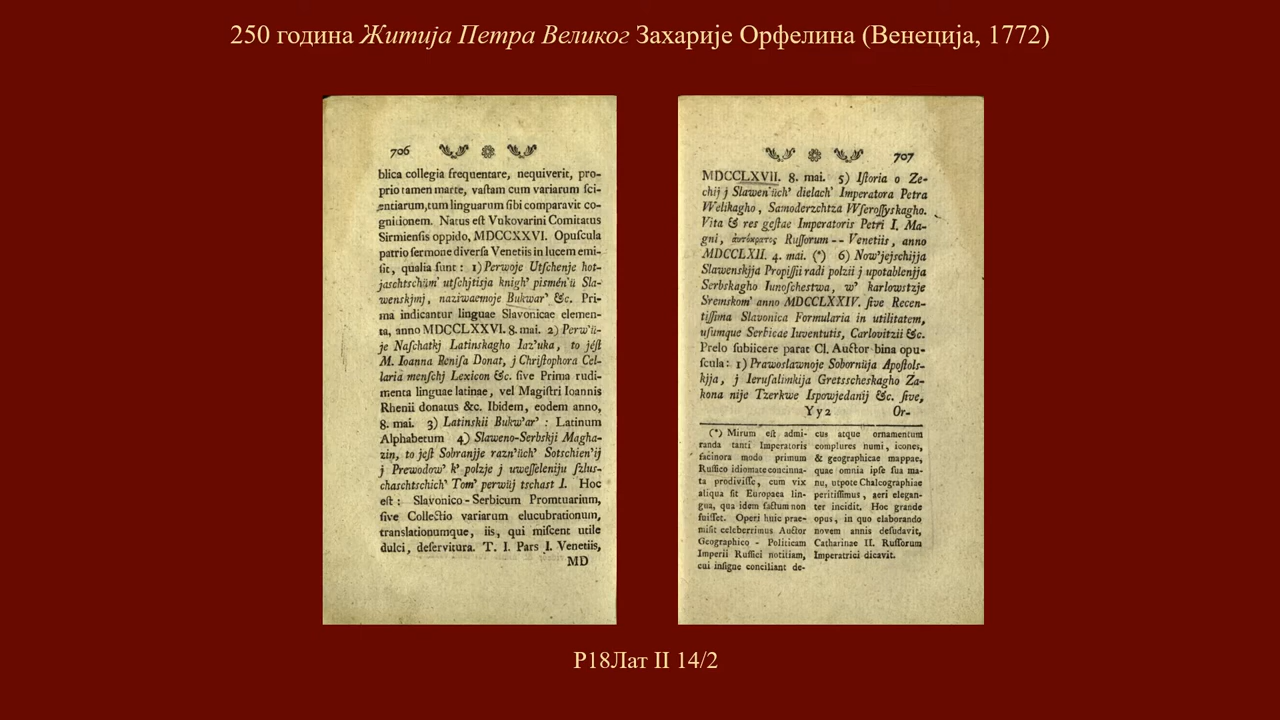 250 година Житија Петра Великог Захарије Орфелина (Венеција, 1772)
706
blica collegia frequentare, nequiverit, pro-
prio tamen marte, vastam cum variarum sci-
entiarum, tum linguarum sibi comparavit co-
gnitionem. Natus est Vukovarini Comitatus
Sirmiensis oppido, MDCCXXVI. Opuscula
patrio sermone diversa Venetiis in lucem emi-
sit, qualia sunt: 1) Perwoje Utschenje hot-
jaschtschüm' utschjtisja knigh' pismén'ü Sla-
wenskjmj, naziwaemoje Bukwar' &c. Pri-
ma indicantur linguae Slavonicae elemen-
ta, anno MDCCLXXVI. 8. mai. 2) Perw'ü-
je Naschatkj Latinskagho Iaz'uka, to jést
M. Ioanna Renisa Donat, j Christophora Cel-
laria menschj Lexicon &c. sive Prima rudi-
menta linguae latinae, vel Magistri Ioannis
Rhenii donatus &c. Ibidem, eodem anno,
8. mai. 3) Latinskii Bukw'ar' : Latinum
Alphabetum 4) Slaweno-Serbskji Magha-
zin, to jest Sobranjje razn'üch' Sotschien'ij
j Prewodow' k' polzje j uwesseleniju szlus-
chaschtschich' Tom' perwüj tschast I. Hoc
est: Slavonico-Serbicum Promtuarium,
sive Collectio variarum elucubrationum,
translationumque, iis, qui miscent utile
dulci, deservitura. T. I. Pars I. Venetiis,
MD
707
MDCCLXVII. 8. mai. 5) Istoria o Ze-
chij j Slawen'üch' dielach' Imperatora Petra
Welikagho, Samoderzchtza Wserossyskagho.
Vita & res gestae Imperatoris Petri I. Ma-
gni, Russorum -- Venetiis, anno
MDCCLXII. 4. mai. (*) 6) Now'jejschijja
Slawenskjja Propissii radi polzii j upotablenjja
Serbskagho Iunoschestwa, w' karlowstzje
Sremskom' anno MDCCLXXIV. sive Recen-
tissima Slavonica Formularia in utilitatem,
usumque Serbicae Iuventutis, Carlovitzii &c.
Prelo subiicere parat Cl. Auctor bina opu-
scula: 1) Prawoslawnoje Sobornüja Apostols-
kjja, j Ierusalimkija Gretsscheskagho Za-
kona nije Tzerkwe Ispowjedanij &c. sive,
Yy2 Or-
(*) Mirum est admi-
randa tanti Imperatoris
facinora modo primum
Russico idiomate concinna-
ta prodivisse, cum vix
aliqua sit Europaea lin-
gua, qua idem factum non
fuisset. Operi huic prae-
misit celeberrimus Auctor
Geographico - Politicam
Imperii Russici notitiam,
cui insigne conciliant de-
cus atque ornamentum
complures numi, icones,
& geographicae mappae,
quae omnia ipse sua ma-
nu, utpote Chalcographiae
peritissimus, aeri elegan-
ter incidit. Hoc grande
opus, in quo elaborando
novem annis desudavit,
Catharinae II. Russorum
Imperatrici dicavit.
Р18Лат II 14/2